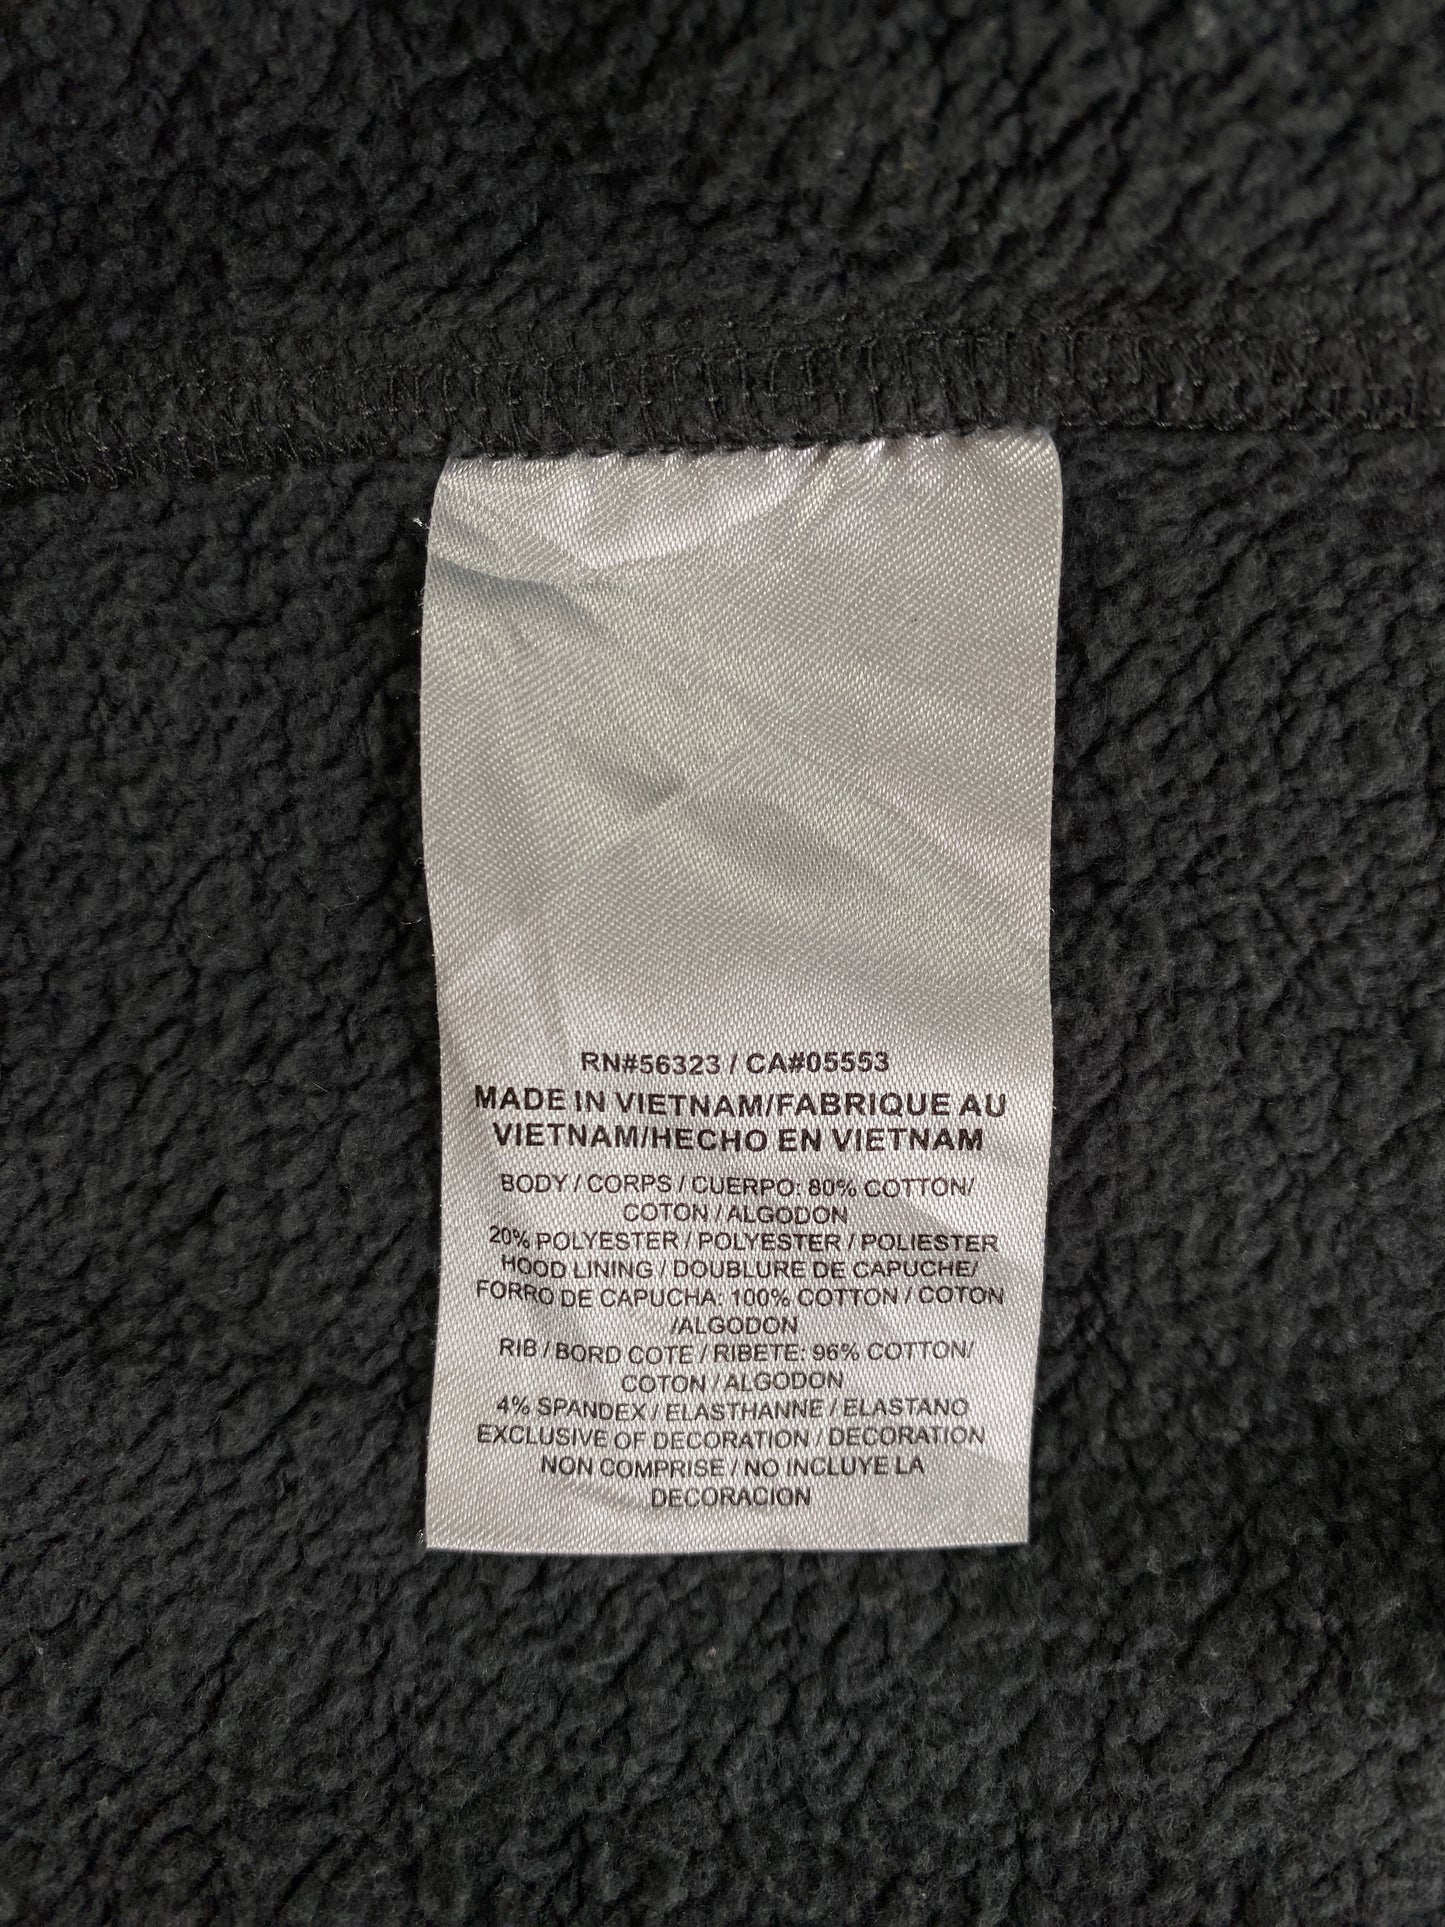 RN#56323 / CA#05553
MADE IN VIETNAM/FABRIQUE AU
VIETNAM/HECHO EN VIETNAM
BODY / CORPS / CUERPO: 80% COTTON/
COTON / ALGODON
20% POLYESTER / POLYESTER / POLIESTER
HOOD LINING / DOUBLURE DE CAPUCHE/
FORRO DE CAPUCHA: 100% COTTON / COTON
/ALGODON
RIB / BORD COTE / RIBETE: 96% COTTON/
COTON / ALGODON
4% SPANDEX / ELASTHANNE / ELASTANO
EXCLUSIVE OF DECORATION / DECORATION
NON COMPRISE / NO INCLUYE LA
DECORACION